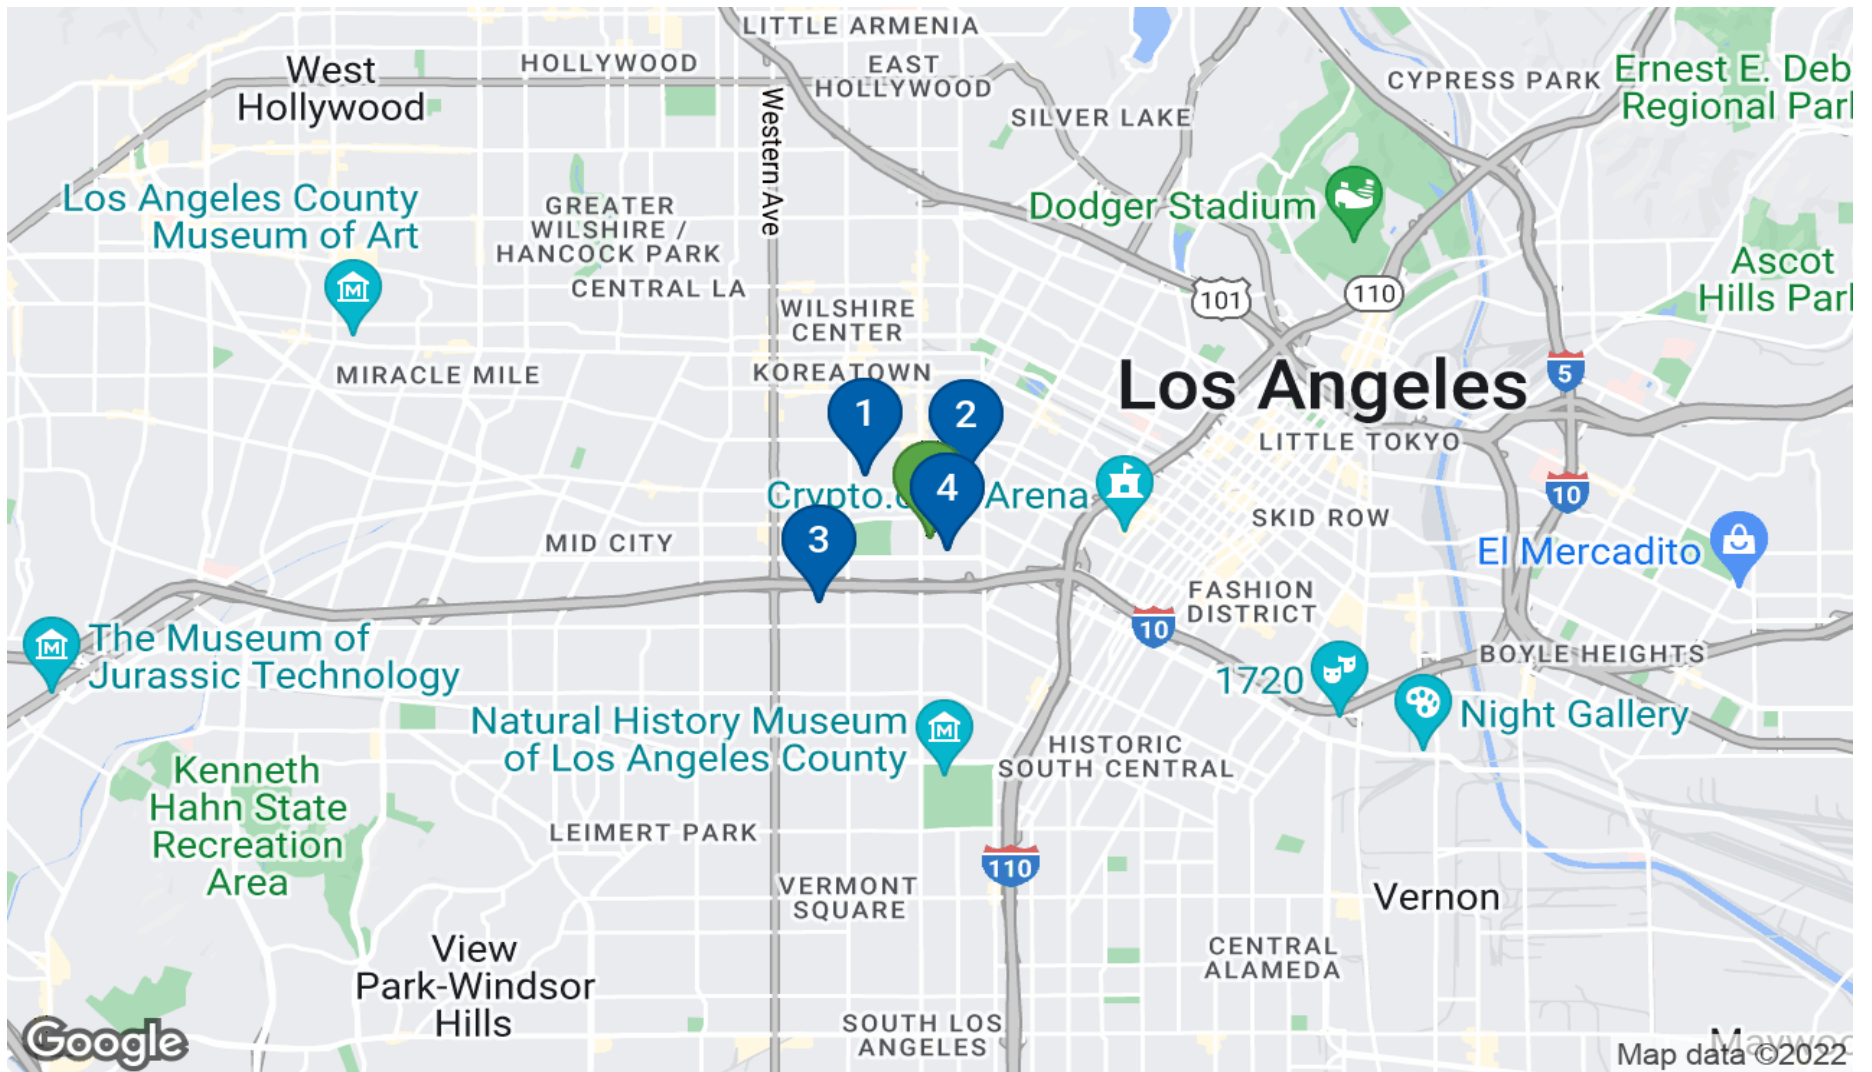 LITTLE ARMENIA
West
Hollywood
HOLLYWOOD
EAST
HOLLYWOOD
CYPRESS PARK
Ernest E. Deb
Regional Park
SILVER LAKE
Western Ave
Los Angeles County
Museum of Art
GREATER
WILSHIRE /
HANCOCK PARK
CENTRAL LA
Dodger Stadium
Ascot
Hills Park
101
110
WILSHIRE
CENTER
KOREATOWN
MIRACLE MILE
Los Angeles
5
1
2
LITTLE TOKYO
4
Crypto.c
Arena
10
SKID ROW
3
MID CITY
El Mercadito
FASHION
DISTRICT
10
The Museum of
Jurassic Technology
BOYLE HEIGHTS
1720
Natural History Museum
of Los Angeles County
Night Gallery
HISTORIC
SOUTH CENTRAL
Kenneth
Hahn State
Recreation
Area
LEIMERT PARK
110
VERMONT
SQUARE
Vernon
View
Park-Windsor
Hills
CENTRAL
ALAMEDA
SOUTH LOS
ANGELES
Google
Maywoo
Map data ©2022